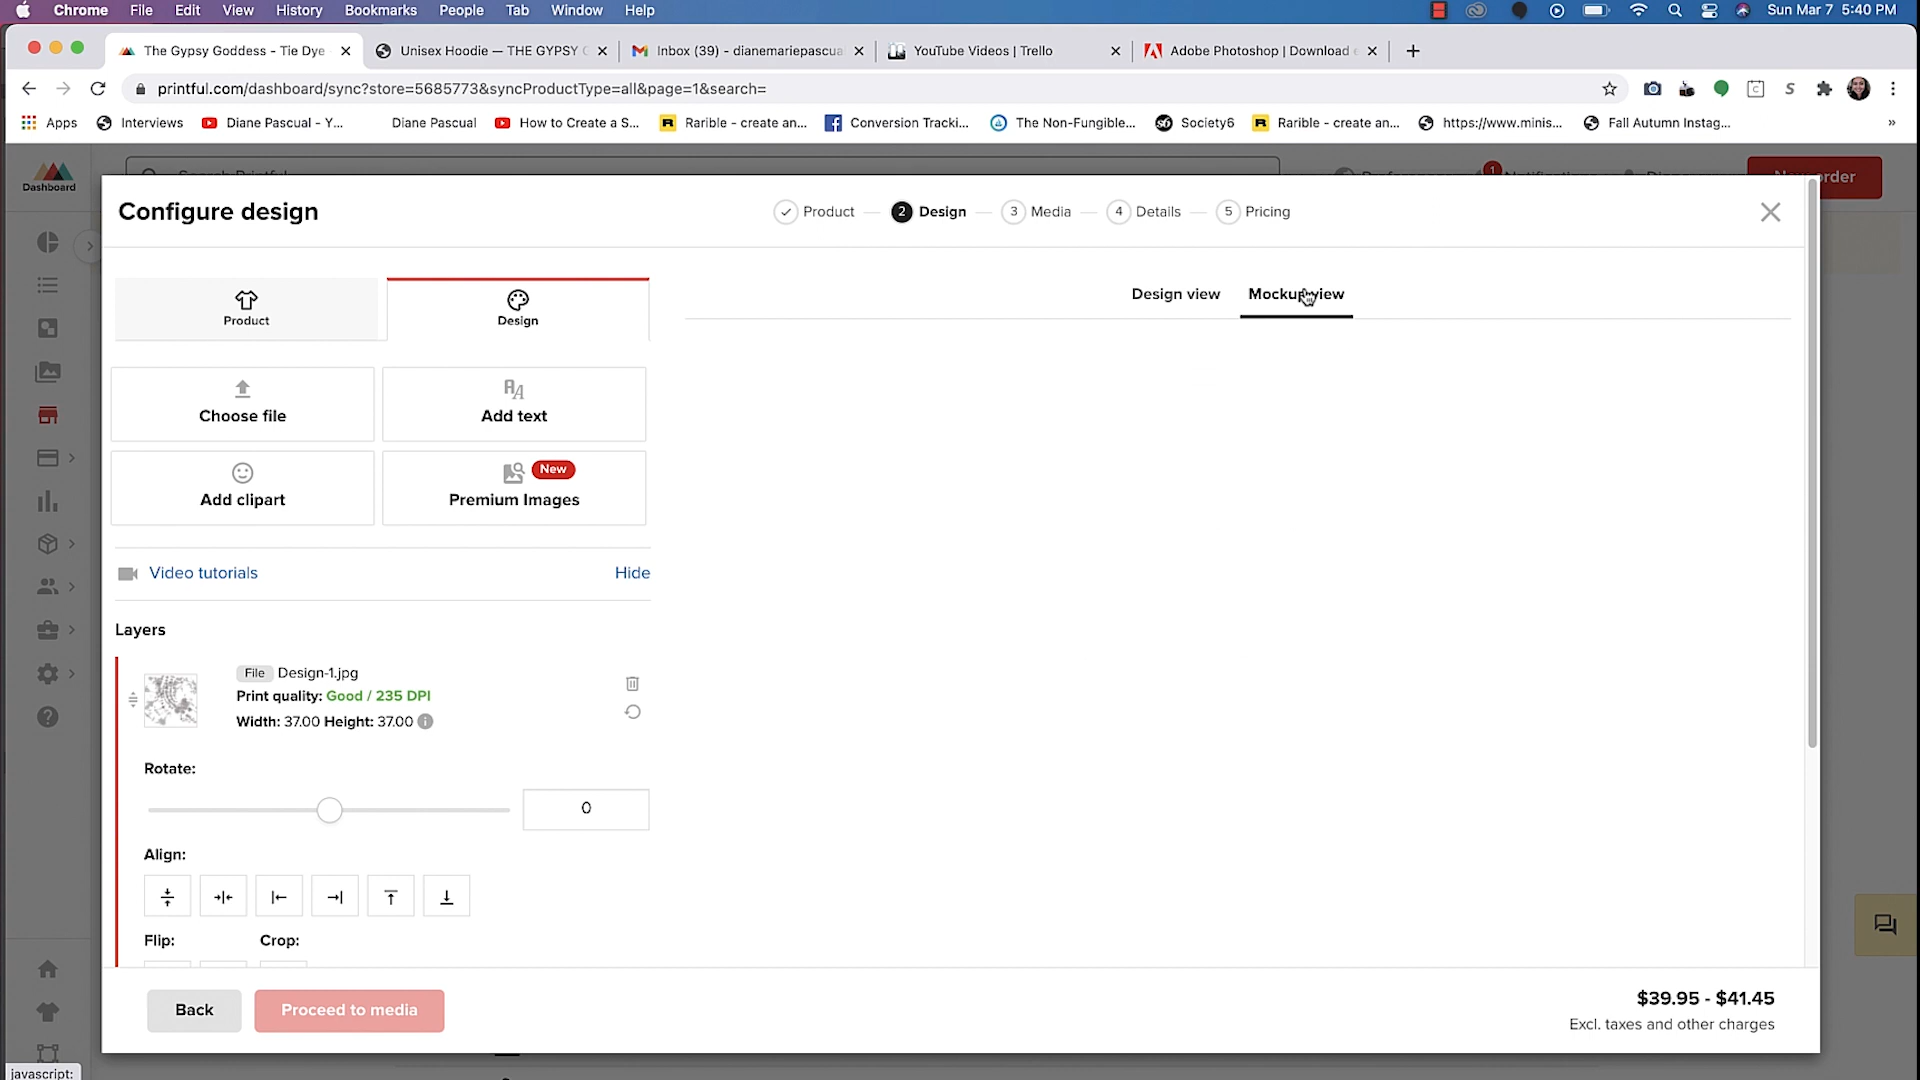 Chrome File Edit View History Bookmarks People Tab Window Help Sun Mar 7 5:40 PM
The Gypsy Goddess - Tie Dye Unisex Hoodie — THE GYPSY Inbox (39) - dianemariepascua YouTube Videos | Trello Adobe Photoshop | Download
printful.com/dashboard/sync?store=5685773&syncProductType=all&page=1&search=
Apps Interviews Diane Pascual - Y... Diane Pascual How to Create a S... Rarible - create an... Conversion Tracki... The Non-Fungible... Society6 Rarible - create an... https://www.minis... Fall Autumn Instag... »
Dashboard
Configure design
Product 2 Design 3 Media 4 Details 5 Pricing
Product
Design
Design view Mockup view
Choose file
Add text
Add clipart
New
Premium Images
Video tutorials Hide
Layers
File Design-1.jpg
Print quality: Good / 235 DPI
Width: 37.00 Height: 37.00
Rotate:
0
Align:
Flip: Crop:
Back Proceed to media
$39.95 - $41.45
Excl. taxes and other charges
javascript: